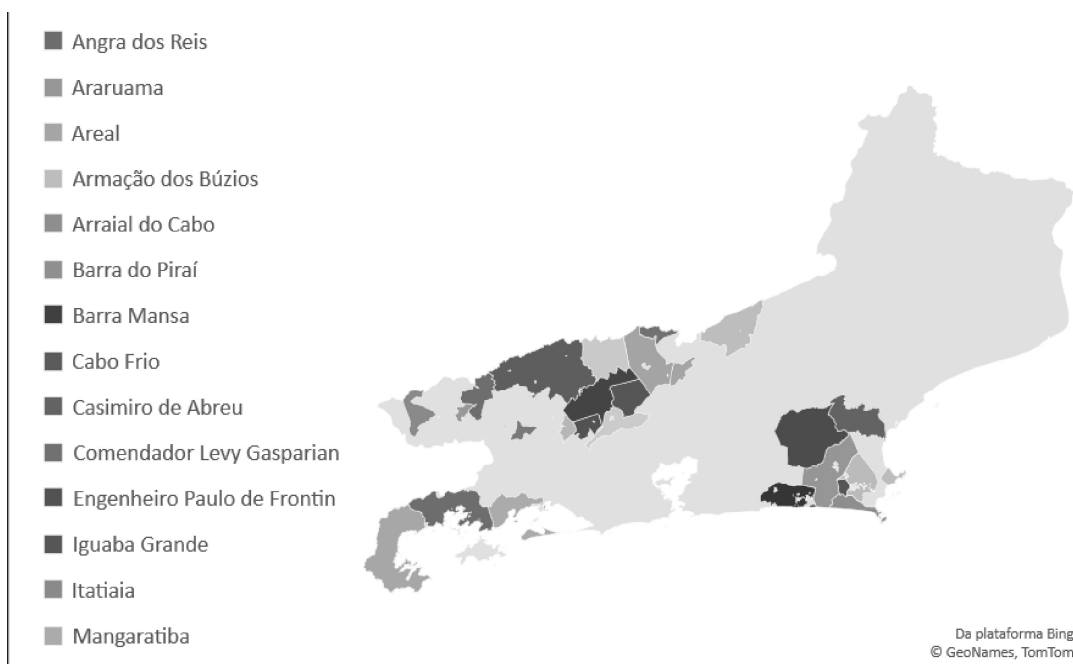 Angra dos Reis
Araruama
Areal
Armação dos Búzios
Arraial do Cabo
Barra do Piraí
Barra Mansa
Cabo Frio
Casimiro de Abreu
Comendador Levy Gasparian
Engenheiro Paulo de Frontin
Iguaba Grande
Itatiaia
Mangaratiba
Da plataforma Bing
© GeoNames, TomTom